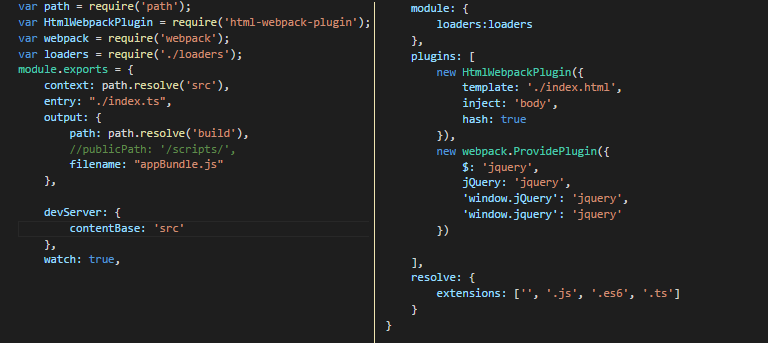 var path = require('path');
var HtmlWebpackPlugin = require('html-webpack-plugin');
var webpack = require('webpack');
var loaders = require('./loaders');
module.exports = {
    context: path.resolve('src'),
    entry: "./index.ts",
    output: {
        path: path.resolve('build'),
        //publicPath: '/scripts/',
        filename: "appBundle.js"
    },
    devServer: {
        contentBase: 'src'
    },
    watch: true,
    module: {
        loaders:loaders
    },
    plugins: [
        new HtmlWebpackPlugin({
            template: './index.html',
            inject: 'body',
            hash: true
        }),
        new webpack.ProvidePlugin({
            $: 'jquery',
            jQuery: 'jquery',
            'window.jQuery': 'jquery',
            'window.jquery': 'jquery'
        })
    ],
    resolve: {
        extensions: ['', '.js', '.es6', '.ts']
    }
}